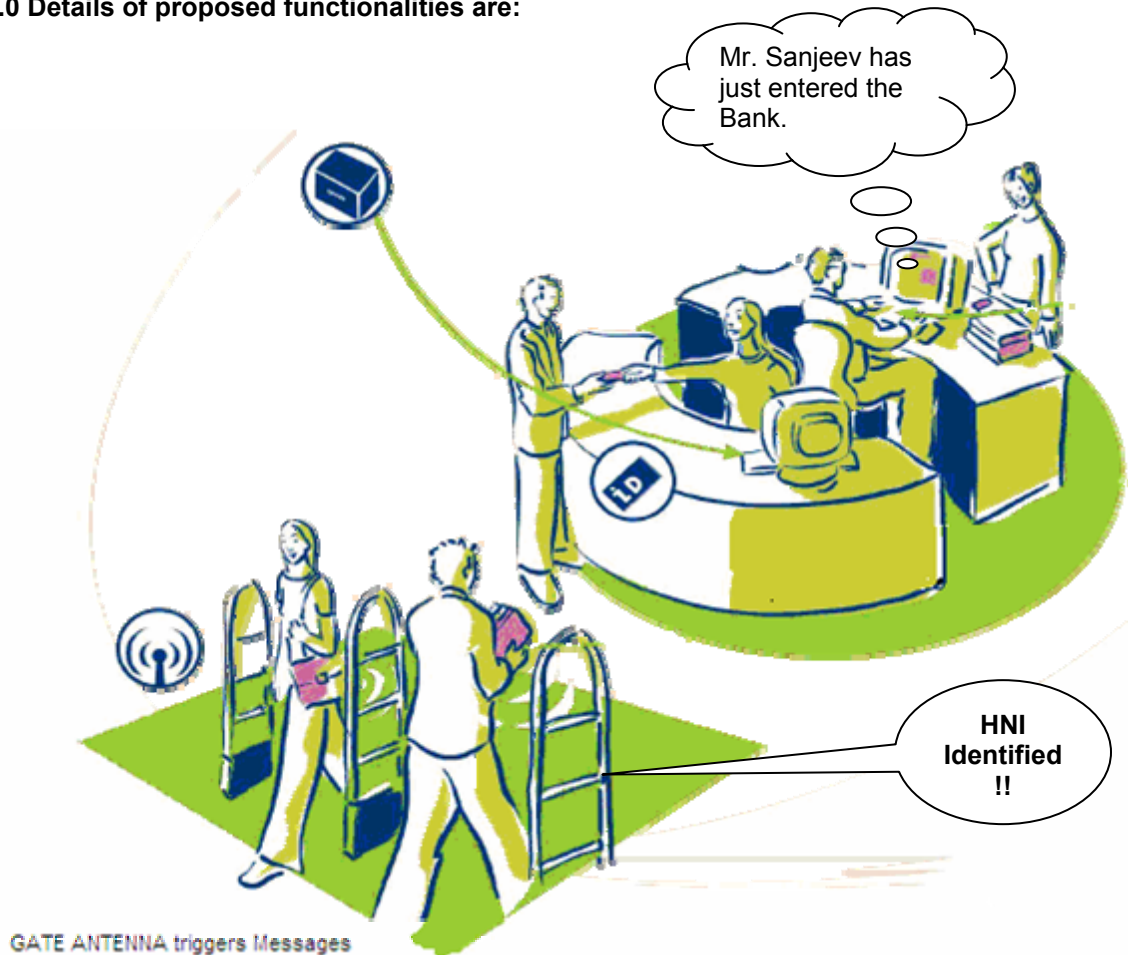 .0 Details of proposed functionalities are:
Mr. Sanjeev has
just entered the
Bank.
iD
HNI
Identified
!!
GATE ANTENNA triggers Messages